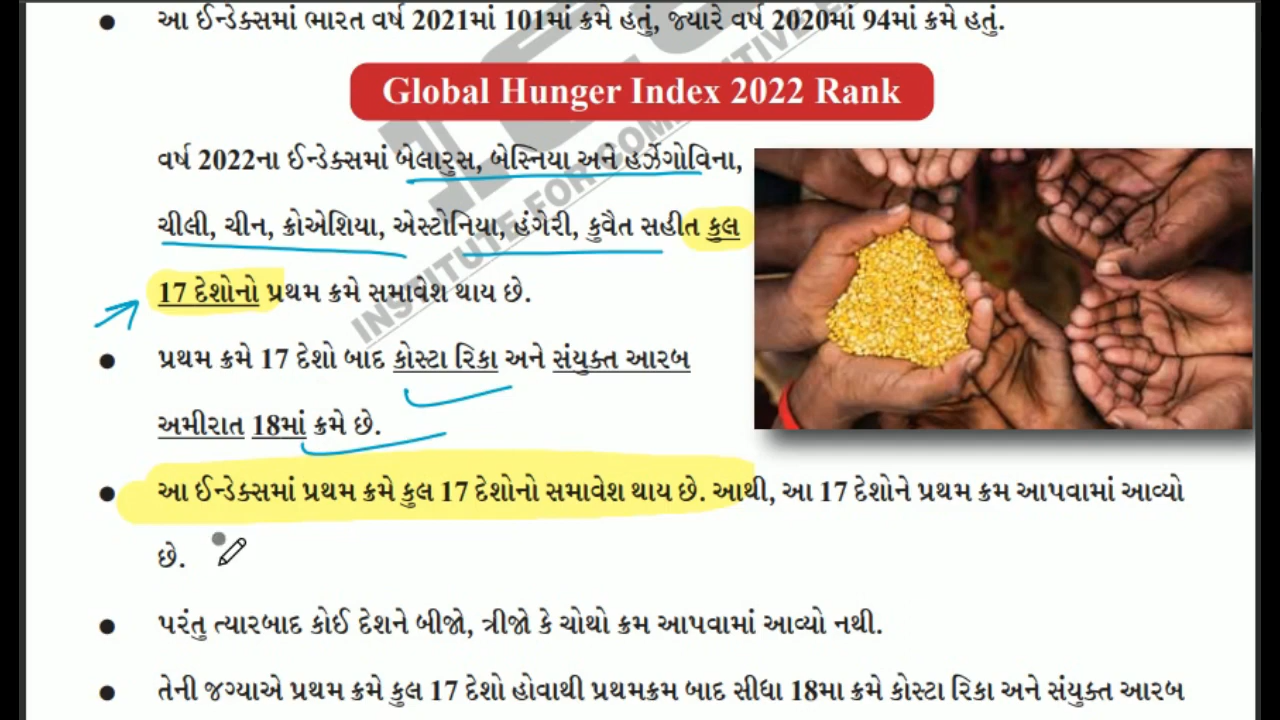 આ ઈન્ડેક્સમાં ભારત વર્ષ 2021માં 101માં ક્રમે હતું, જ્યારે વર્ષ 2020માં 94માં ક્રમે હતું.
Global Hunger Index 2022 Rank
વર્ષ 2022ના ઈન્ડેક્સમાં બેલારુસ, બેસ્નિયા અને હર્ઝેગોવિના,
ચીલી, ચીન, ક્રોએશિયા, એસ્ટોનિયા, હંગેરી, કુવૈત સહીત કુલ
17 દેશોનો પ્રથમ ક્રમે સમાવેશ થાય છે.
પ્રથમ ક્રમે 17 દેશો બાદ કોસ્ટા રિકા અને સંયુક્ત આરબ
અમીરાત 18માં ક્રમે છે.
આ ઈન્ડેક્સમાં પ્રથમ ક્રમે કુલ 17 દેશોનો સમાવેશ થાય છે. આથી, આ 17 દેશોને પ્રથમ ક્રમ આપવામાં આવ્યો
છે.
પરંતુ ત્યારબાદ કોઈ દેશને બીજો, ત્રીજો કે ચોથો ક્રમ આપવામાં આવ્યો નથી.
તેની જગ્યાએ પ્રથમ ક્રમે કુલ 17 દેશો હોવાથી પ્રથમક્રમ બાદ સીધા 18મા ક્રમે કોસ્ટા રિકા અને સંયુક્ત આરબ
INSTITUTE FOR